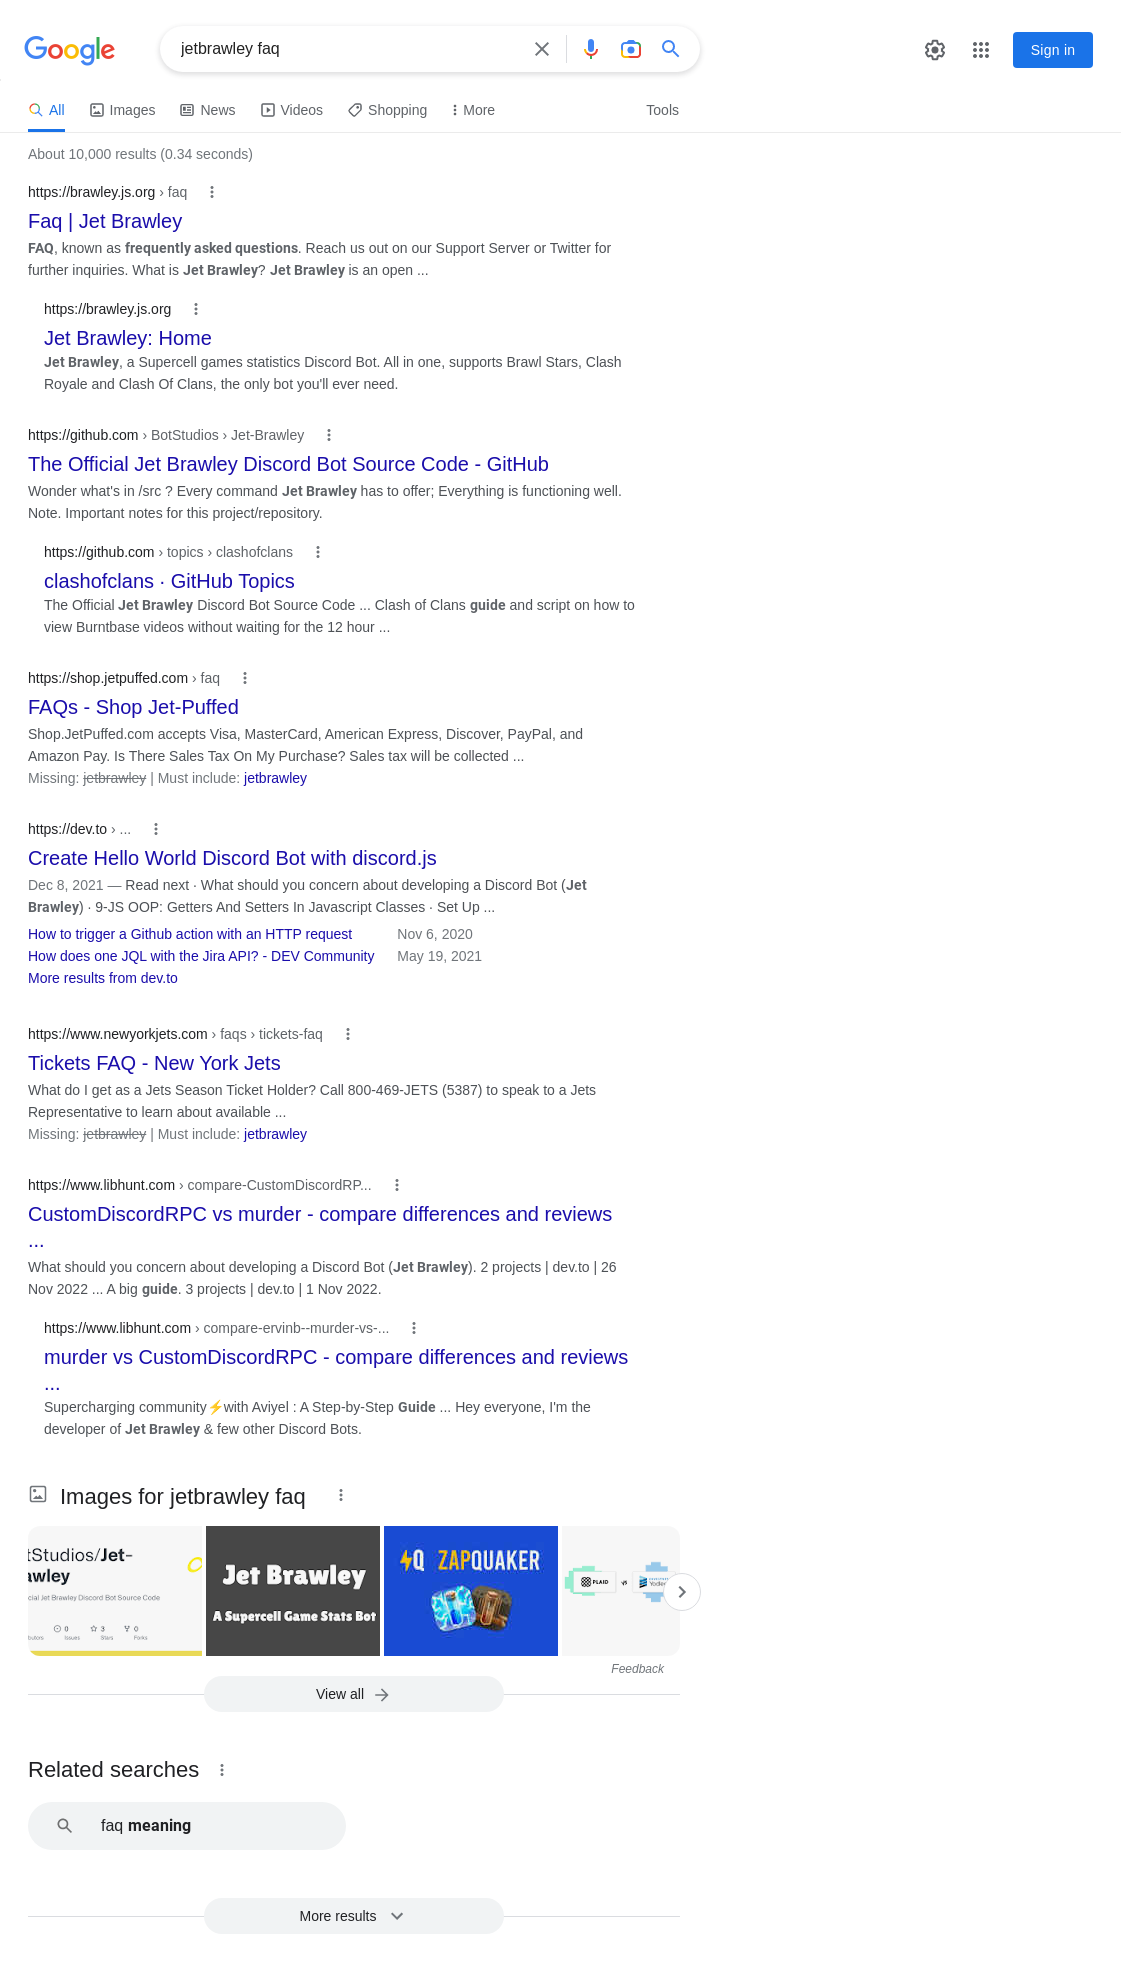 Google
jetbrawley faq
Sign in
All Images News Videos Shopping More Tools
About 10,000 results (0.34 seconds)
https://brawley.js.org › faq
Faq | Jet Brawley
FAQ, known as frequently asked questions. Reach us out on our Support Server or Twitter for
further inquiries. What is Jet Brawley? Jet Brawley is an open ...
https://brawley.js.org
Jet Brawley: Home
Jet Brawley, a Supercell games statistics Discord Bot. All in one, supports Brawl Stars, Clash
Royale and Clash Of Clans, the only bot you'll ever need.
https://github.com › BotStudios › Jet-Brawley
The Official Jet Brawley Discord Bot Source Code - GitHub
Wonder what's in /src ? Every command Jet Brawley has to offer; Everything is functioning well.
Note. Important notes for this project/repository.
https://github.com › topics › clashofclans
clashofclans · GitHub Topics
The Official Jet Brawley Discord Bot Source Code ... Clash of Clans guide and script on how to
view Burntbase videos without waiting for the 12 hour ...
https://shop.jetpuffed.com › faq
FAQs - Shop Jet-Puffed
Shop.JetPuffed.com accepts Visa, MasterCard, American Express, Discover, PayPal, and
Amazon Pay. Is There Sales Tax On My Purchase? Sales tax will be collected ...
Missing: jetbrawley | Must include: jetbrawley
https://dev.to › ...
Create Hello World Discord Bot with discord.js
Dec 8, 2021 — Read next · What should you concern about developing a Discord Bot (Jet
Brawley) · 9-JS OOP: Getters And Setters In Javascript Classes · Set Up ...
How to trigger a Github action with an HTTP request Nov 6, 2020
How does one JQL with the Jira API? - DEV Community May 19, 2021
More results from dev.to
https://www.newyorkjets.com › faqs › tickets-faq
Tickets FAQ - New York Jets
What do I get as a Jets Season Ticket Holder? Call 800-469-JETS (5387) to speak to a Jets
Representative to learn about available ...
Missing: jetbrawley | Must include: jetbrawley
https://www.libhunt.com › compare-CustomDiscordRP...
CustomDiscordRPC vs murder - compare differences and reviews
...
What should you concern about developing a Discord Bot (Jet Brawley). 2 projects | dev.to | 26
Nov 2022 ... A big guide. 3 projects | dev.to | 1 Nov 2022.
https://www.libhunt.com › compare-ervinb--murder-vs-...
murder vs CustomDiscordRPC - compare differences and reviews
...
Supercharging community⚡with Aviyel : A Step-by-Step Guide ... Hey everyone, I'm the
developer of Jet Brawley & few other Discord Bots.
Images for jetbrawley faq
tStudios/Jet-
awley
cial Jet Brawley Discord Bot Source Code
0 3 0
butors Issues Stars Forks
Jet Brawley
A Supercell Game Stats Bot
Q ZAPQUAKER
PLAID VS
Feedback
View all
Related searches
faq meaning
More results